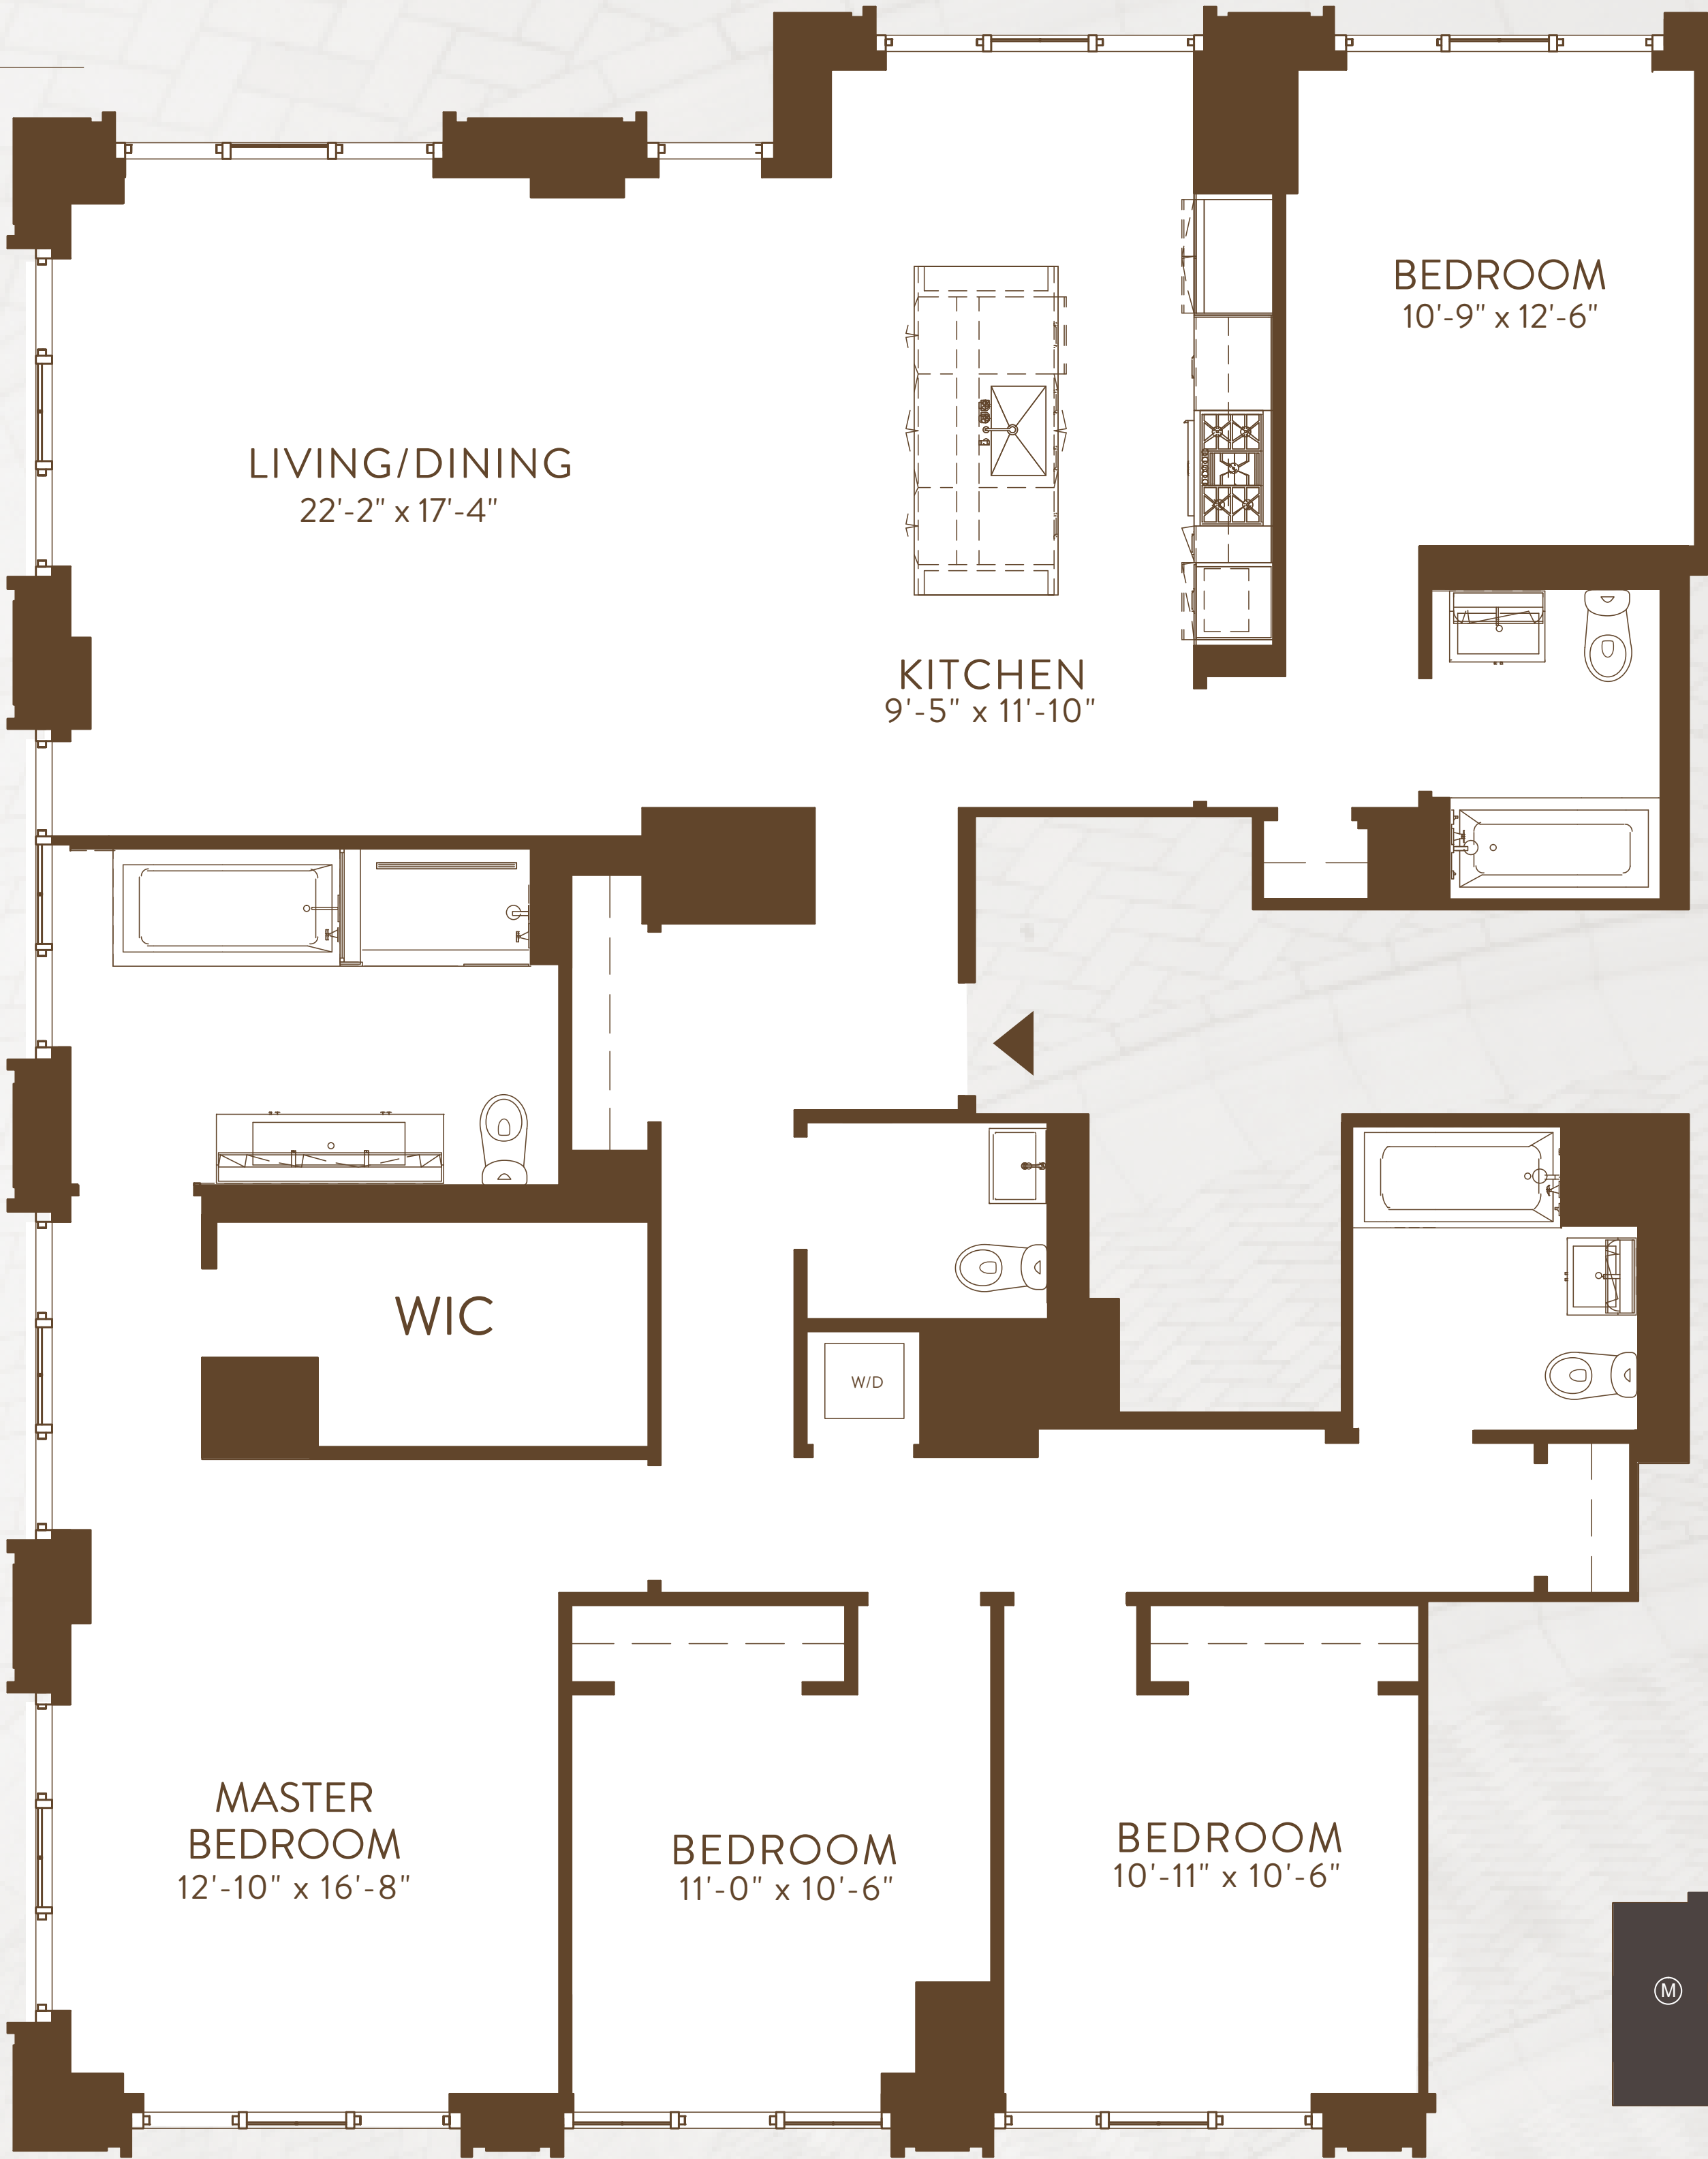 BEDROOM
10'-9" x 12'-6"
LIVING/DINING
22'-2" x 17'-4"
KITCHEN
9'-5" x 11'-10"
WIC
W/D
MASTER
BEDROOM
12'-10" x 16'-8"
BEDROOM
11'-0" x 10'-6"
BEDROOM
10'-11" x 10'-6"
M